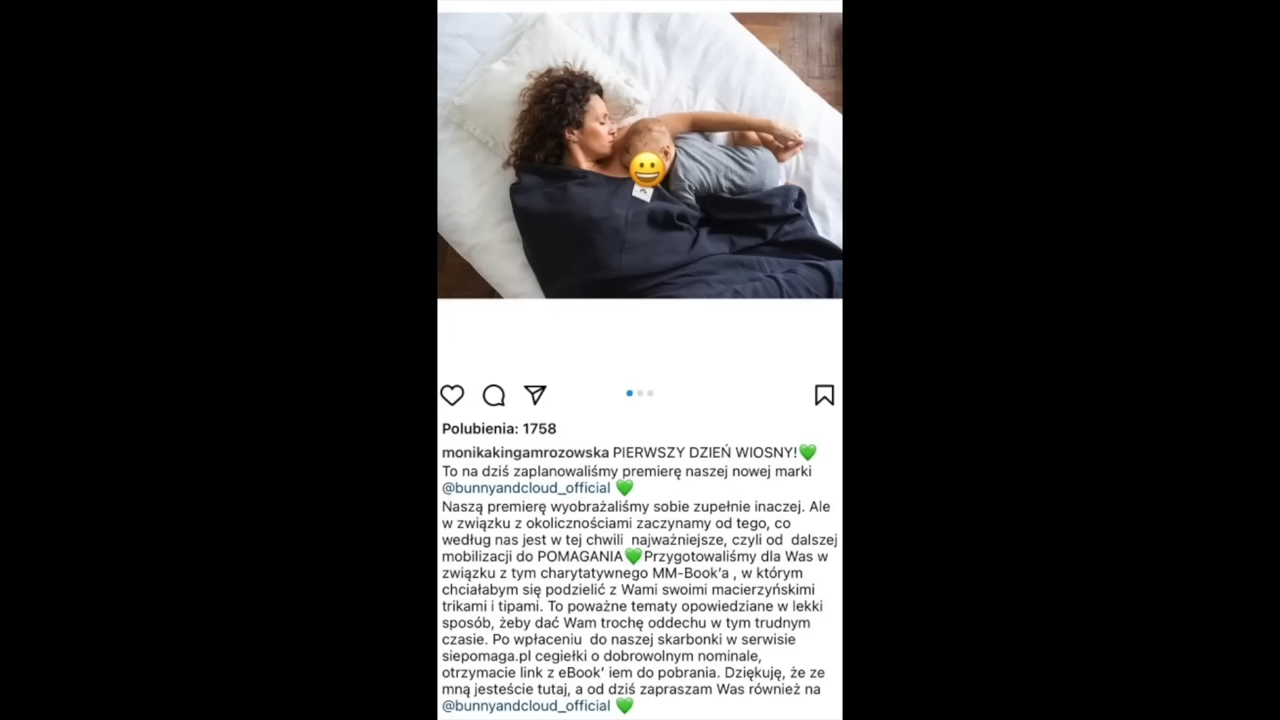 Polubienia: 1758
monikakingamrozowska PIERWSZY DZIEŃ WIOSNY!💚
To na dziś zaplanowaliśmy premierę naszej nowej marki
@bunnyandcloud_official 💚
Naszą premierę wyobrażaliśmy sobie zupełnie inaczej. Ale
w związku z okolicznościami zaczynamy od tego, co
według nas jest w tej chwili najważniejsze, czyli od dalszej
mobilizacji do POMAGANIA💚Przygotowaliśmy dla Was w
związku z tym charytatywnego MM-Book'a , w którym
chciałabym się podzielić z Wami swoimi macierzyńskimi
trikami i tipami. To poważne tematy opowiedziane w lekki
sposób, żeby dać Wam trochę oddechu w tym trudnym
czasie. Po wpłaceniu do naszej skarbonki w serwisie
siepomaga.pl cegiełki o dobrowolnym nominale,
otrzymacie link z eBook' iem do pobrania. Dziękuję, że ze
mną jesteście tutaj, a od dziś zapraszam Was również na
@bunnyandcloud_official 💚